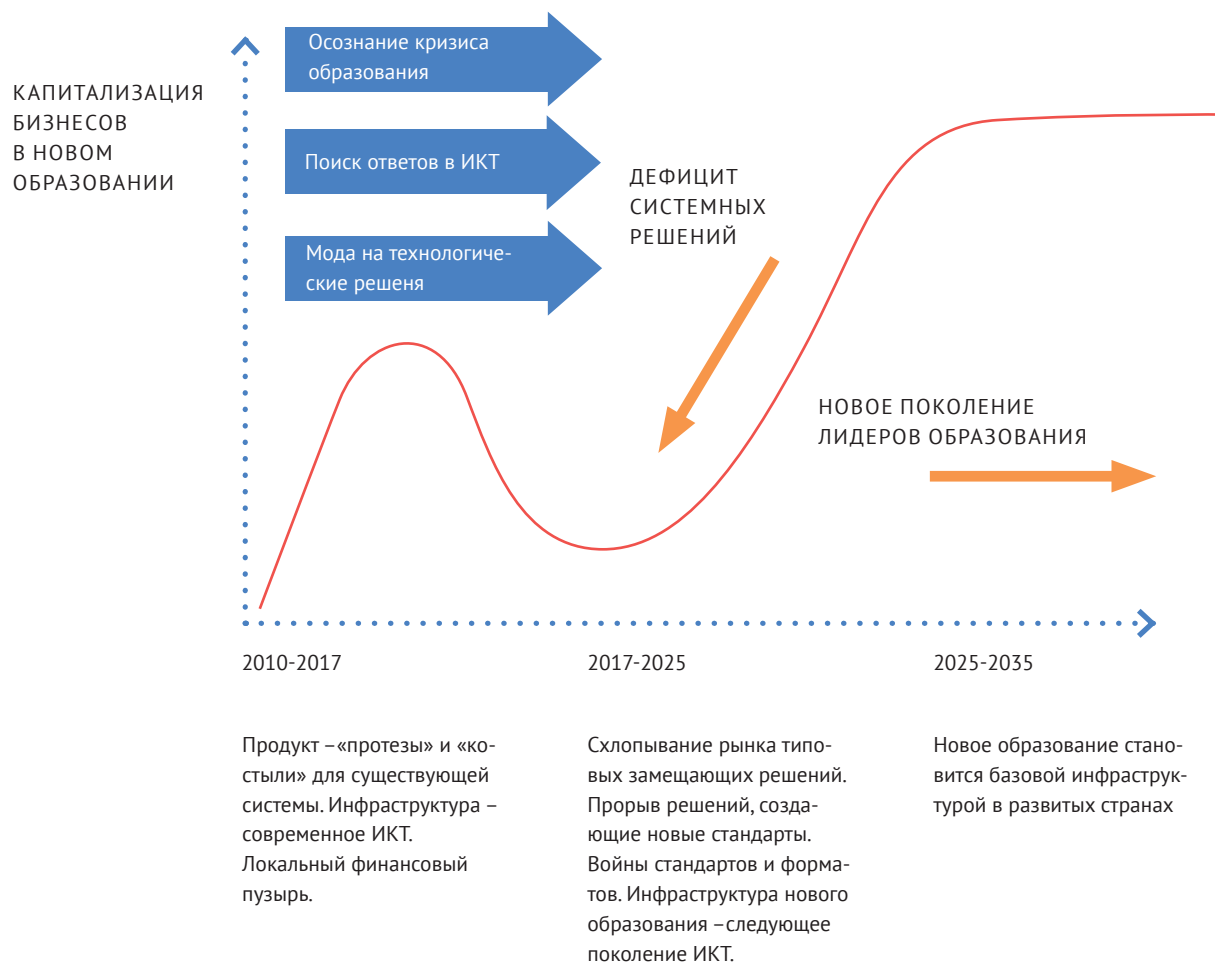 КАПИТАЛИЗАЦИЯ
БИЗНЕСОВ
В НОВОМ
ОБРАЗОВАНИИ
Осознание кризиса
образования
Поиск ответов в ИКТ
Мода на технологиче-
ские решеня
ДЕФИЦИТ
СИСТЕМНЫХ
РЕШЕНИЙ
НОВОЕ ПОКОЛЕНИЕ
ЛИДЕРОВ ОБРАЗОВАНИЯ
2010-2017
Продукт –«протезы» и «ко-
стыли» для существующей
системы. Инфраструктура –
современное ИКТ.
Локальный финансовый
пузырь.
2017-2025
Схлопывание рынка типо-
вых замещающих решений.
Прорыв решений, созда-
ющие новые стандарты.
Войны стандартов и форма-
тов. Инфраструктура нового
образования –следующее
поколение ИКТ.
2025-2035
Новое образование стано-
вится базовой инфраструк-
турой в развитых странах